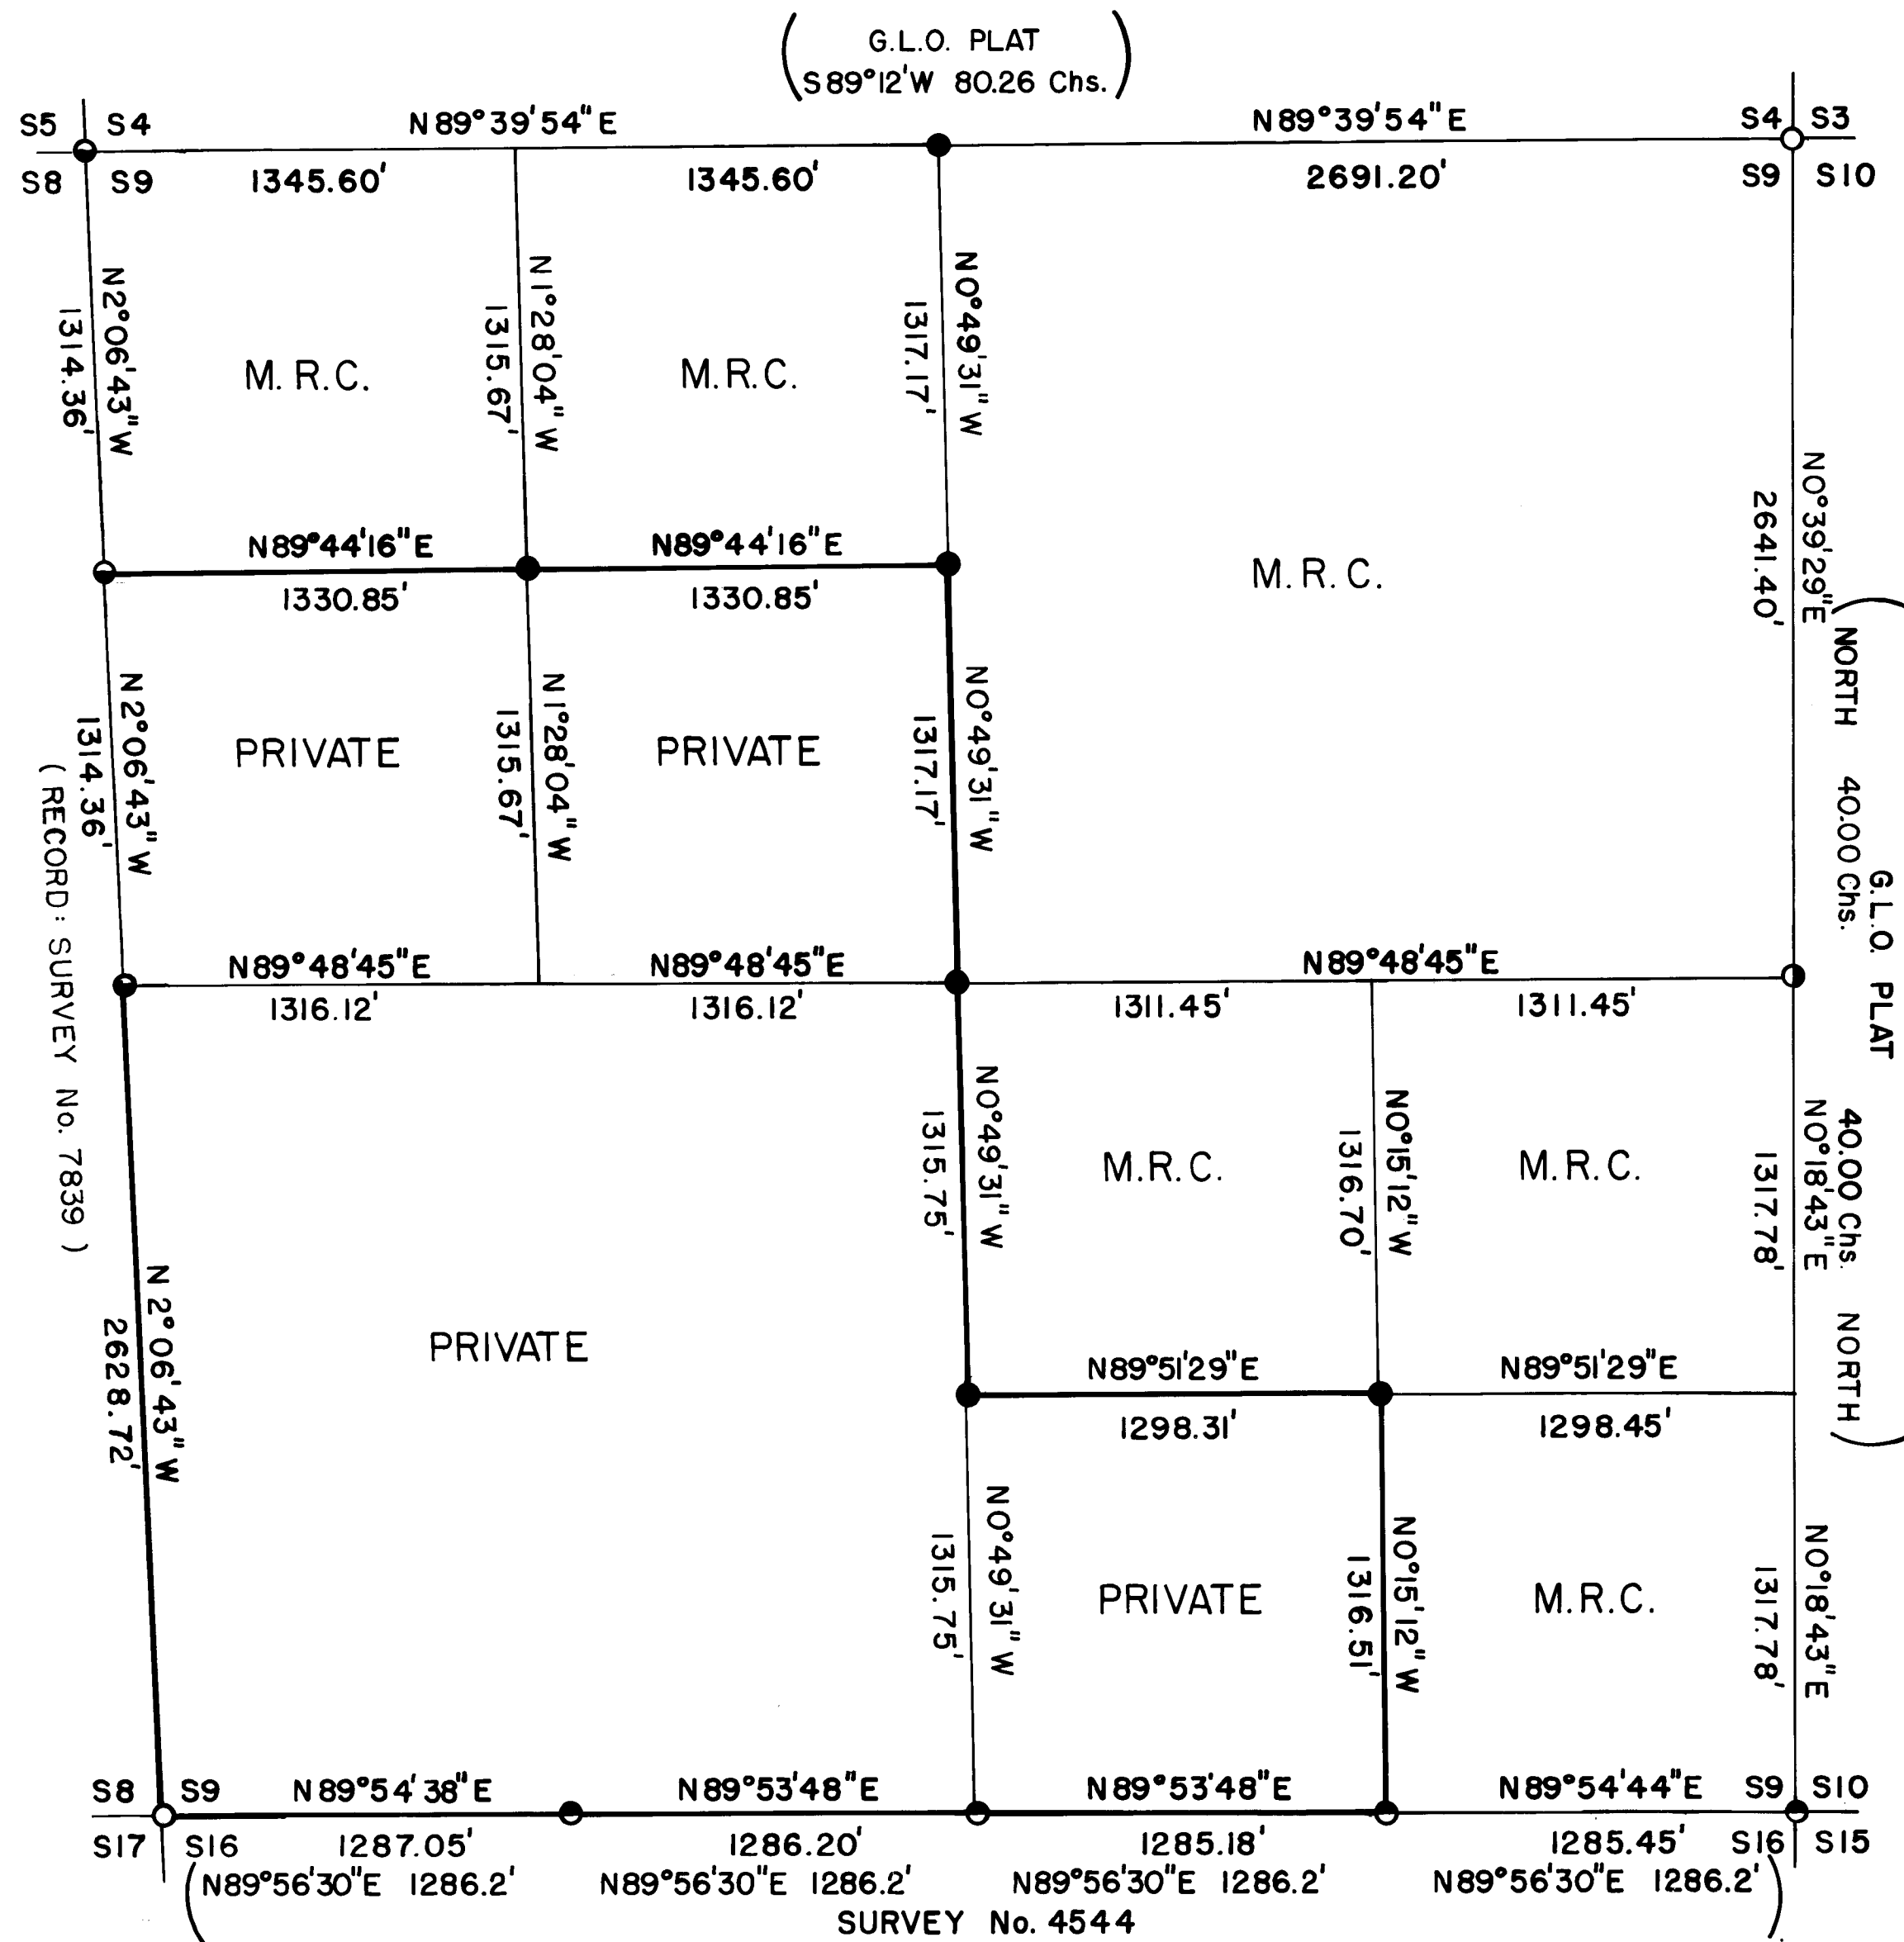 G.L.O. PLAT
S89°12'W 80.26 Chs.
S5 S4
N89°39'54"E
N89°39'54"E
S4 S3
S8 S9
1345.60'
1345.60'
2691.20'
S9 S10
N2°06'43"W
1314.36'
N1°28'04"W
1315.67'
N0°49'31"W
1317.17'
M.R.C.
M.R.C.
N0°39'29"E
2641.40'
N89°44'16"E
N89°44'16"E
1330.85'
1330.85'
M.R.C.
NORTH 40.00 Chs.
G.L.O. PLAT
40.00 Chs. NORTH
N2°06'43"W
1314.36'
N1°28'04"W
1315.67'
N0°49'31"W
1317.17'
PRIVATE
PRIVATE
(RECORD: SURVEY No. 7839)
N89°48'45"E
N89°48'45"E
N89°48'45"E
1316.12'
1316.12'
1311.45'
1311.45'
N0°49'31"W
1315.75'
N0°15'12"W
1316.70'
N0°18'43"E
1317.78'
M.R.C.
M.R.C.
N2°06'43"W
2628.72'
PRIVATE
N89°51'29"E
N89°51'29"E
1298.31'
1298.45'
N0°49'31"W
1315.75'
N0°15'12"W
1316.51'
N0°18'43"E
1317.78'
PRIVATE
M.R.C.
S8 S9
N89°54'38"E
N89°53'48"E
N89°53'48"E
N89°54'44"E
S9 S10
S17 S16
1287.05'
1286.20'
1285.18'
1285.45'
S16 S15
N89°56'30"E 1286.2'
N89°56'30"E 1286.2'
N89°56'30"E 1286.2'
N89°56'30"E 1286.2'
SURVEY No. 4544